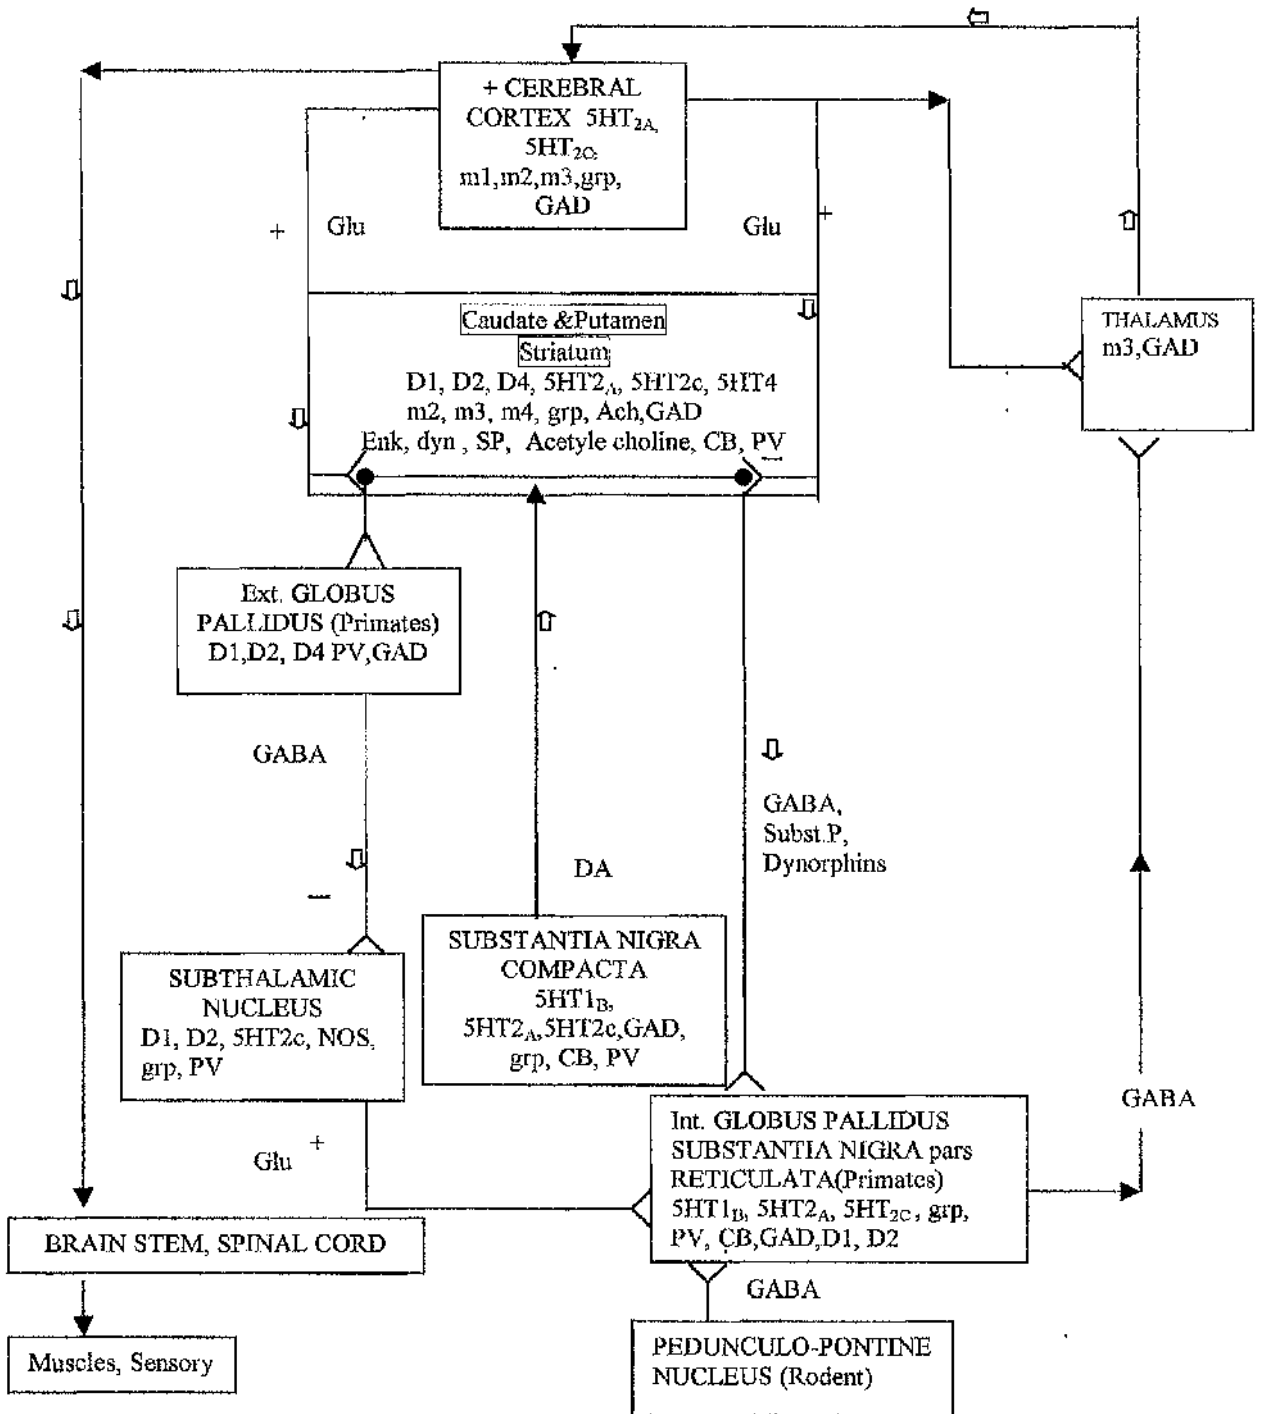 + CEREBRAL
CORTEX 5HT2A,
5HT2C,
m1,m2,m3,grp,
GAD
+
Glu
Glu
+
Caudate &Putamen
Striatum
D1, D2, D4, 5HT2A, 5HT2c, 5HT4
m2, m3, m4, grp, Ach,GAD
Enk, dyn , SP, Acetyle choline, CB, PV
THALAMUS
m3,GAD
Ext. GLOBUS
PALLIDUS (Primates)
D1,D2, D4 PV,GAD
GABA
GABA,
Subst.P,
Dynorphins
DA
SUBTHALAMIC
NUCLEUS
D1, D2, 5HT2c, NOS,
grp, PV
SUBSTANTIA NIGRA
COMPACTA
5HT1B,
5HT2A,5HT2c,GAD,
grp, CB, PV
GABA
Glu +
Int. GLOBUS PALLIDUS
SUBSTANTIA NIGRA pars
RETICULATA(Primates)
5HT1B, 5HT2A, 5HT2C, grp,
PV, CB,GAD,D1, D2
BRAIN STEM, SPINAL CORD
GABA
Muscles, Sensory
PEDUNCULO-PONTINE
NUCLEUS (Rodent)